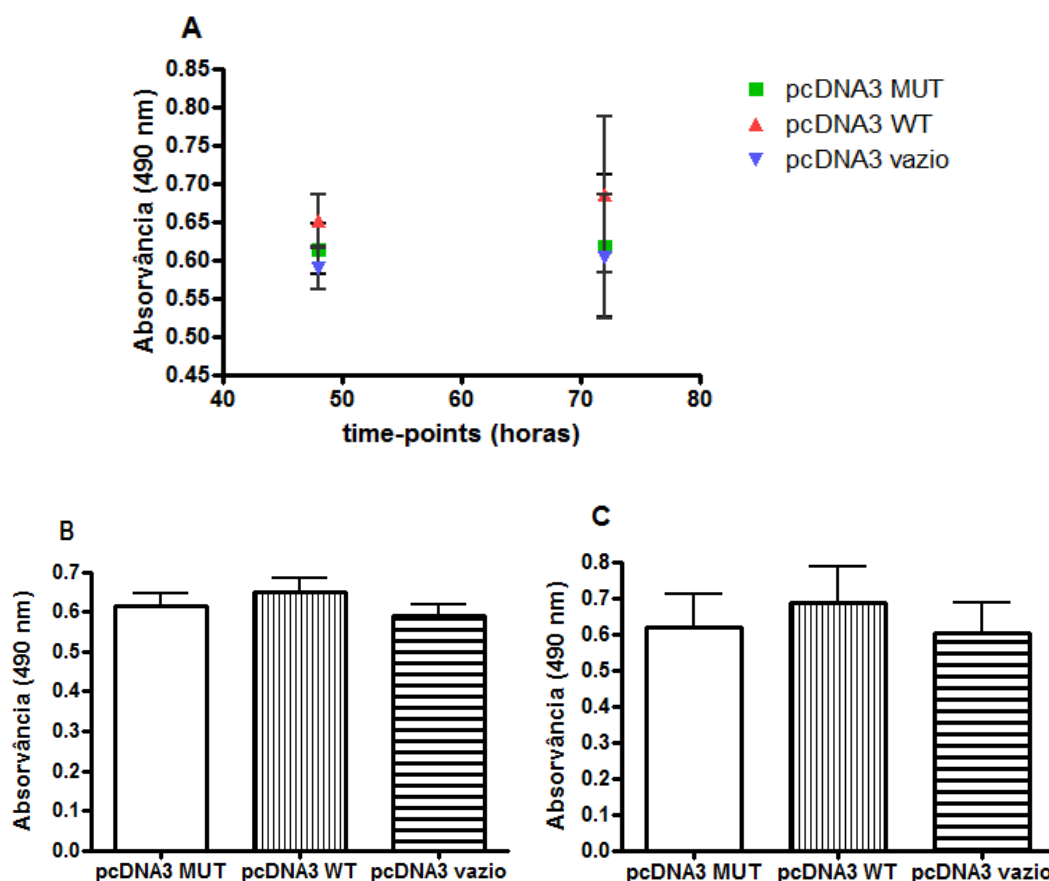 A
Absorvância (490 nm)
0.85
0.80
0.75
0.70
0.65
0.60
0.55
0.50
0.45
40 50 60 70 80
time-points (horas)
pcDNA3 MUT
pcDNA3 WT
pcDNA3 vazio
B
Absorvância (490 nm)
0.7
0.6
0.5
0.4
0.3
0.2
0.1
0.0
pcDNA3 MUT pcDNA3 WT pcDNA3 vazio
C
Absorvância (490 nm)
0.8
0.7
0.6
0.5
0.4
0.3
0.2
0.1
0.0
pcDNA3 MUT pcDNA3 WT pcDNA3 vazio